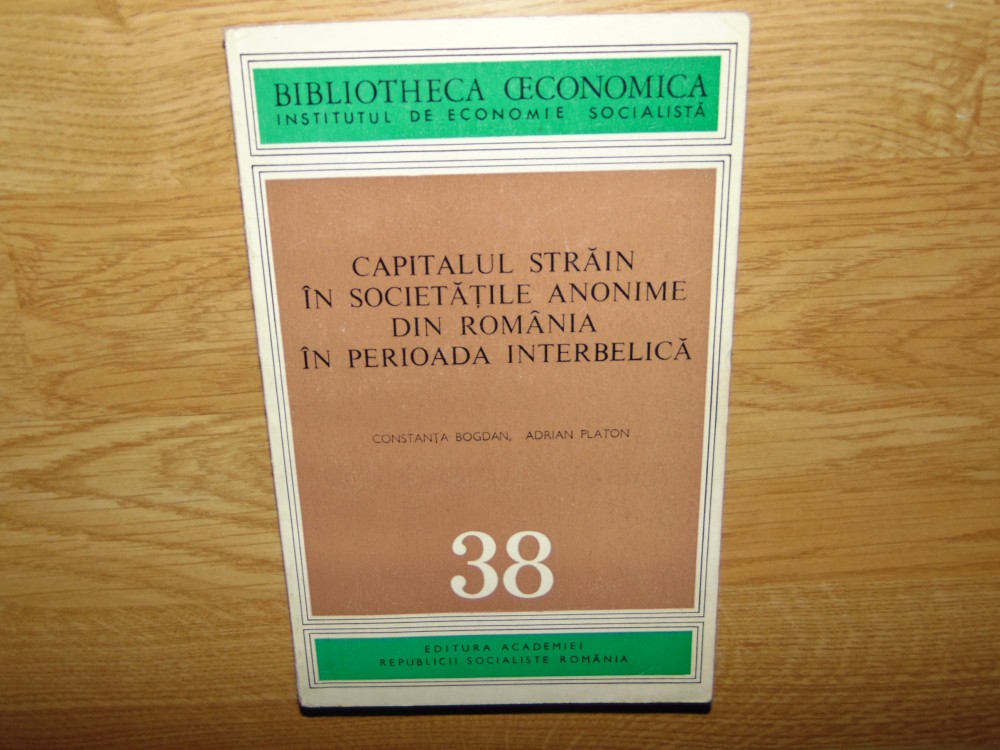 BIBLIOTHECA ŒCONOMICA
INSTITUTUL DE ECONOMIE SOCIALISTĂ
CAPITALUL STRĂIN
ÎN SOCIETĂȚILE ANONIME
DIN ROMÂNIA
ÎN PERIOADA INTERBELICĂ
CONSTANȚA BOGDAN, ADRIAN PLATON
38
EDITURA ACADEMIEI
REPUBLICII SOCIALISTE ROMÂNIA